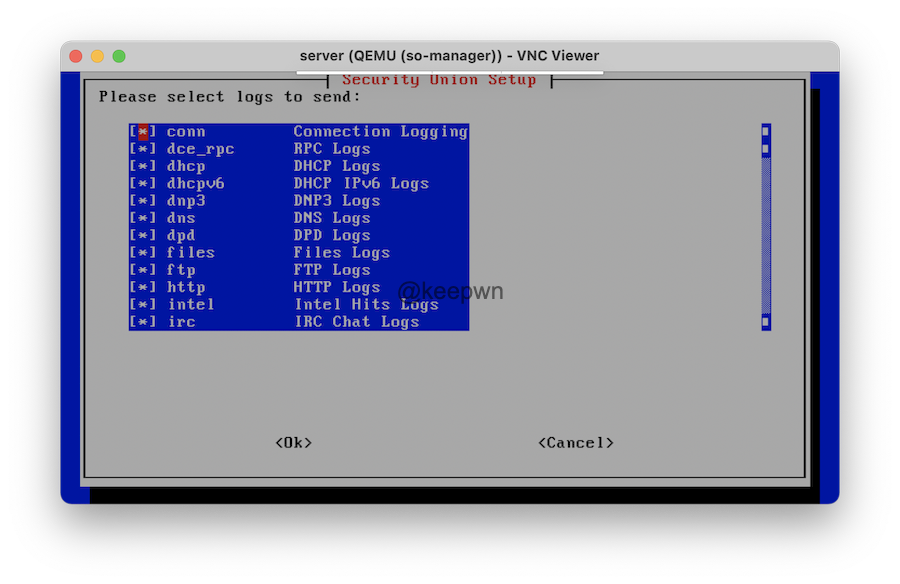 server (QEMU (so-manager)) - VNC Viewer
Security Union Setup
Please select logs to send:
[*] conn Connection Logging
[*] dce_rpc RPC Logs
[*] dhcp DHCP Logs
[*] dhcpv6 DHCP IPv6 Logs
[*] dnp3 DNP3 Logs
[*] dns DNS Logs
[*] dpd DPD Logs
[*] files Files Logs
[*] ftp FTP Logs
[*] http HTTP Logs
@keepwn
[*] intel Intel Hits Logs
[*] irc IRC Chat Logs
<Ok> <Cancel>